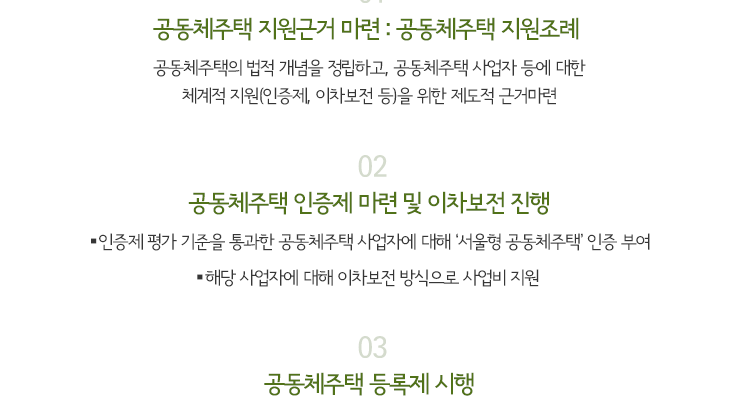 공동체주택 지원근거 마련 : 공동체주택 지원조례
공동체주택의 법적 개념을 정립하고, 공동체주택 사업자 등에 대한
체계적 지원(인증제, 이차보전 등)을 위한 제도적 근거마련
02
공동체주택 인증제 마련 및 이차보전 진행
▪인증제 평가 기준을 통과한 공동체주택 사업자에 대해 ‘서울형 공동체주택’ 인증 부여
▪해당 사업자에 대해 이차보전 방식으로 사업비 지원
03
공동체주택 등록제 시행